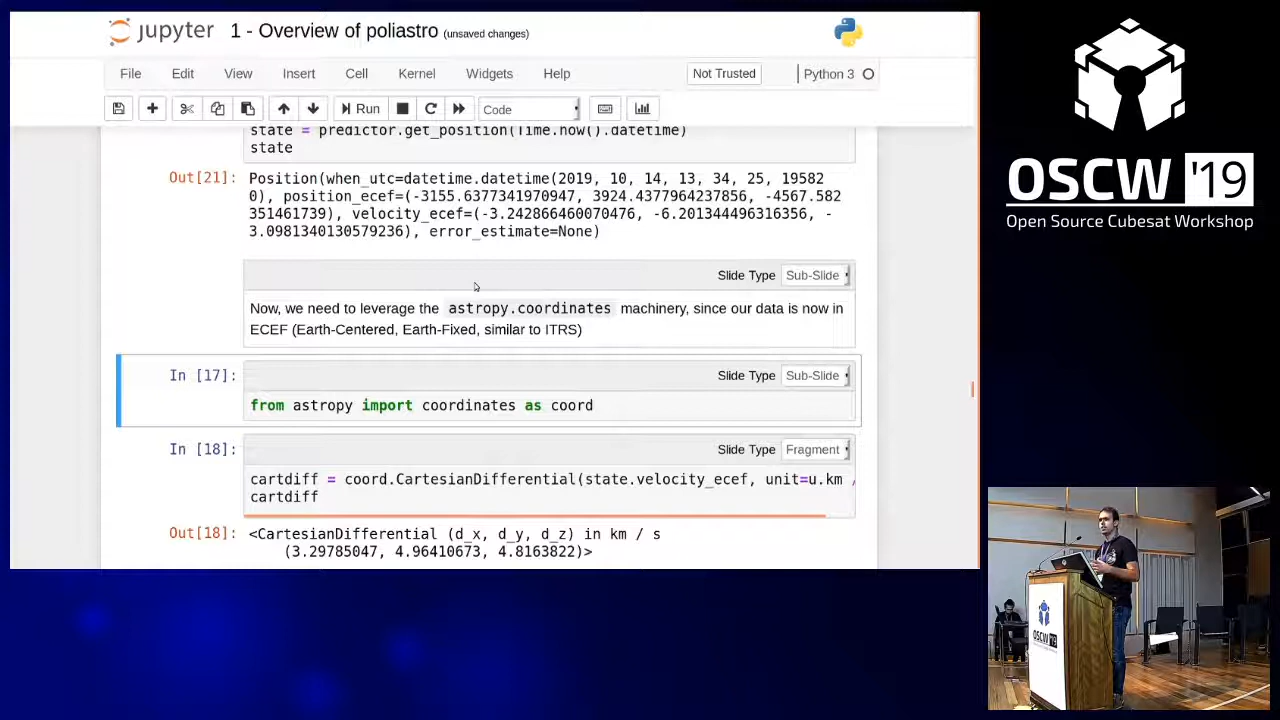 jupyter 1 - Overview of poliastro (unsaved changes)
File Edit View Insert Cell Kernel Widgets Help Not Trusted Python 3
Run Code
state = predictor.get_position(Time.now().datetime)
state
Out[21]: Position(when_utc=datetime.datetime(2019, 10, 14, 13, 34, 25, 19582
0), position_ecef=(-3155.6377341970947, 3924.4377964237856, -4567.582
351461739), velocity_ecef=(-3.242866460070476, -6.201344496316356, -
3.0981340130579236), error_estimate=None)
Slide Type Sub-Slide
Now, we need to leverage the astropy.coordinates machinery, since our data is now in
ECEF (Earth-Centered, Earth-Fixed, similar to ITRS)
In [17]: Slide Type Sub-Slide
from astropy import coordinates as coord
In [18]: Slide Type Fragment
cartdiff = coord.CartesianDifferential(state.velocity_ecef, unit=u.km /
cartdiff
Out[18]: <CartesianDifferential (d_x, d_y, d_z) in km / s
(3.29785047, 4.96410673, 4.8163822)>
OSCW '19
Open Source Cubesat Workshop
OSCW '19